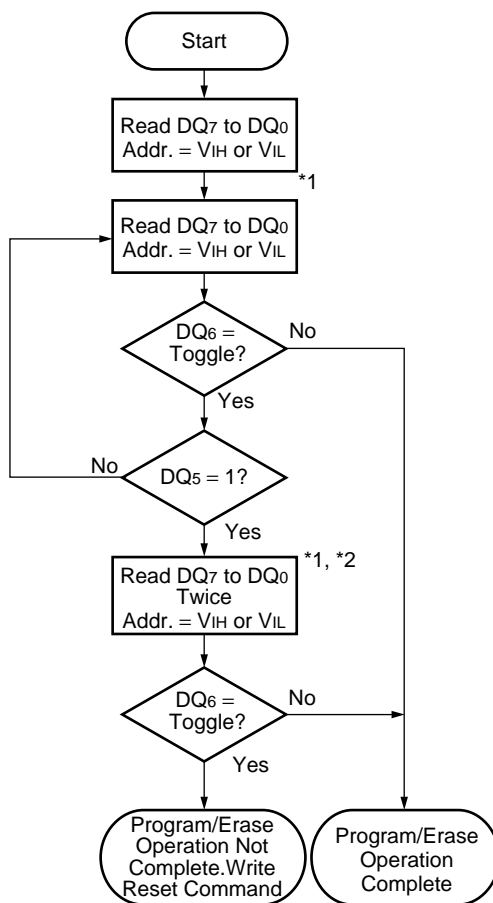 Start
Read DQ7 to DQ0
Addr. = VIH or VIL
*1
Read DQ7 to DQ0
Addr. = VIH or VIL
DQ6 =
Toggle?
No
Yes
No
DQ5 = 1?
Yes
*1, *2
Read DQ7 to DQ0
Twice
Addr. = VIH or VIL
DQ6 =
Toggle?
No
Yes
Program/Erase
Operation Not
Complete.Write
Reset Command
Program/Erase
Operation
Complete